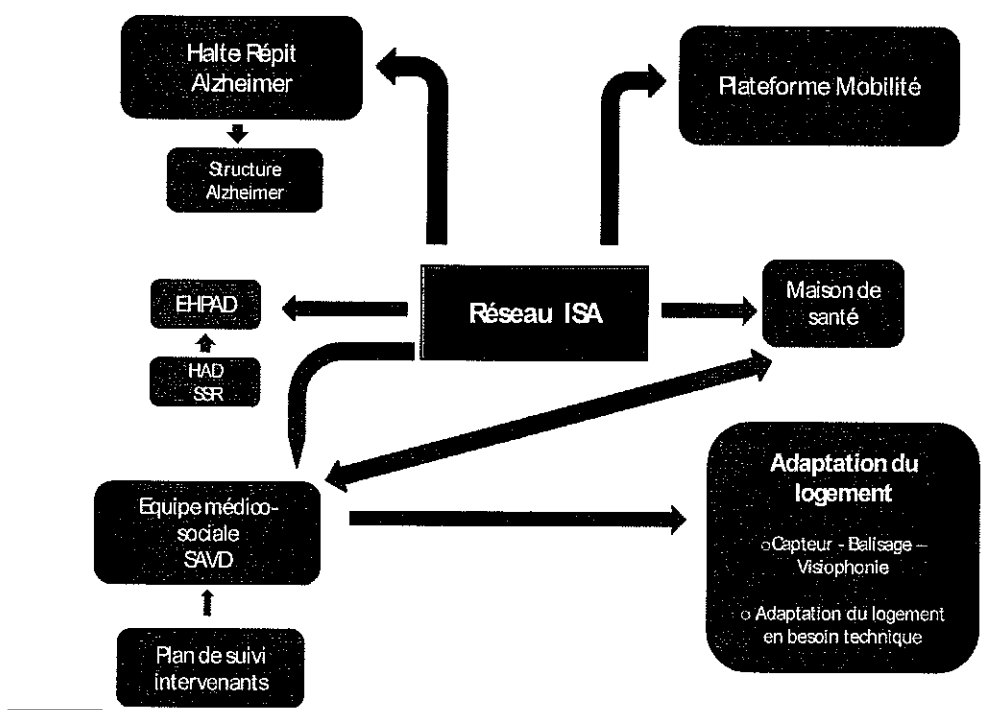 Halte Répit
Alzheimer
Plateforme Mobilité
Structure
Alzheimer
EHPAD
Réseau ISA
Maison de
santé
HAD
SSR
Adaptation du
logement
Equipe médico-
sociale
SAVD
○ Capteur - Balisage –
Visiophonie
○ Adaptation du logement
en besoin technique
Plan de suivi
intervenants